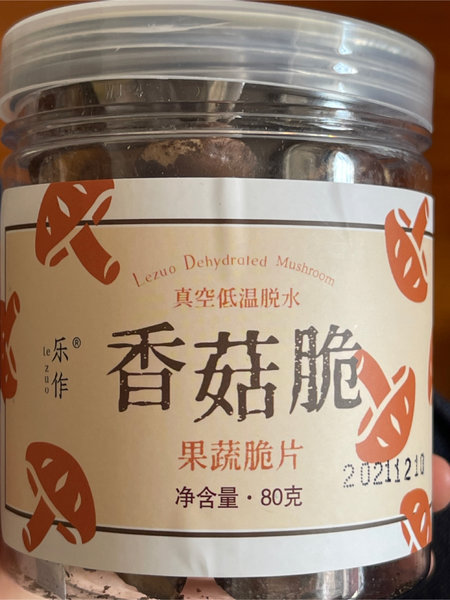 Lezuo Dehydrated Mushroom
真空低温脱水
乐作®
lezuo
香菇脆
果蔬脆片
净含量·80克
20211210